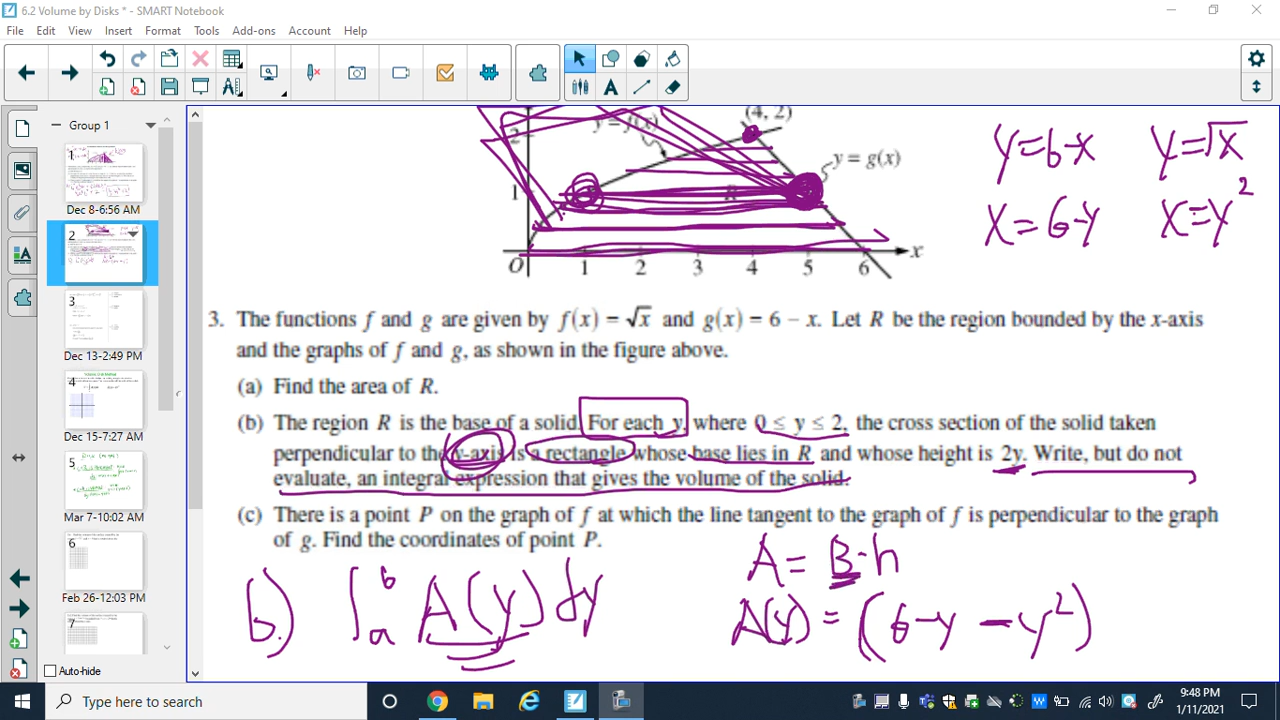 6.2 Volume by Disks * - SMART Notebook
File Edit View Insert Format Tools Add-ons Account Help
Group 1
1
Dec 8-6:56 AM
2
3
Dec 13-2:49 PM
4
Dec 15-7:27 AM
5
Mar 7-10:02 AM
6
Feb 26-12:03 PM
7
Auto-hide
2
(4, 2)
y = f(x)
y = g(x)
1
R
O 1 2 3 4 5 6 x
y=6-x y=√x
x=6-y x=y²
3. The functions f and g are given by f(x) = √x and g(x) = 6 − x. Let R be the region bounded by the x-axis
and the graphs of f and g, as shown in the figure above.
(a) Find the area of R.
(b) The region R is the base of a solid. For each y, where 0 ≤ y ≤ 2, the cross section of the solid taken
perpendicular to the y-axis is a rectangle whose base lies in R and whose height is 2y. Write, but do not
evaluate, an integral expression that gives the volume of the solid.
(c) There is a point P on the graph of f at which the line tangent to the graph of f is perpendicular to the graph
of g. Find the coordinates of point P.
A = B·h
b.) ∫ₐᵇ A(y) dy
A(y) = (6-y -y²)
Type here to search
9:48 PM
1/11/2021